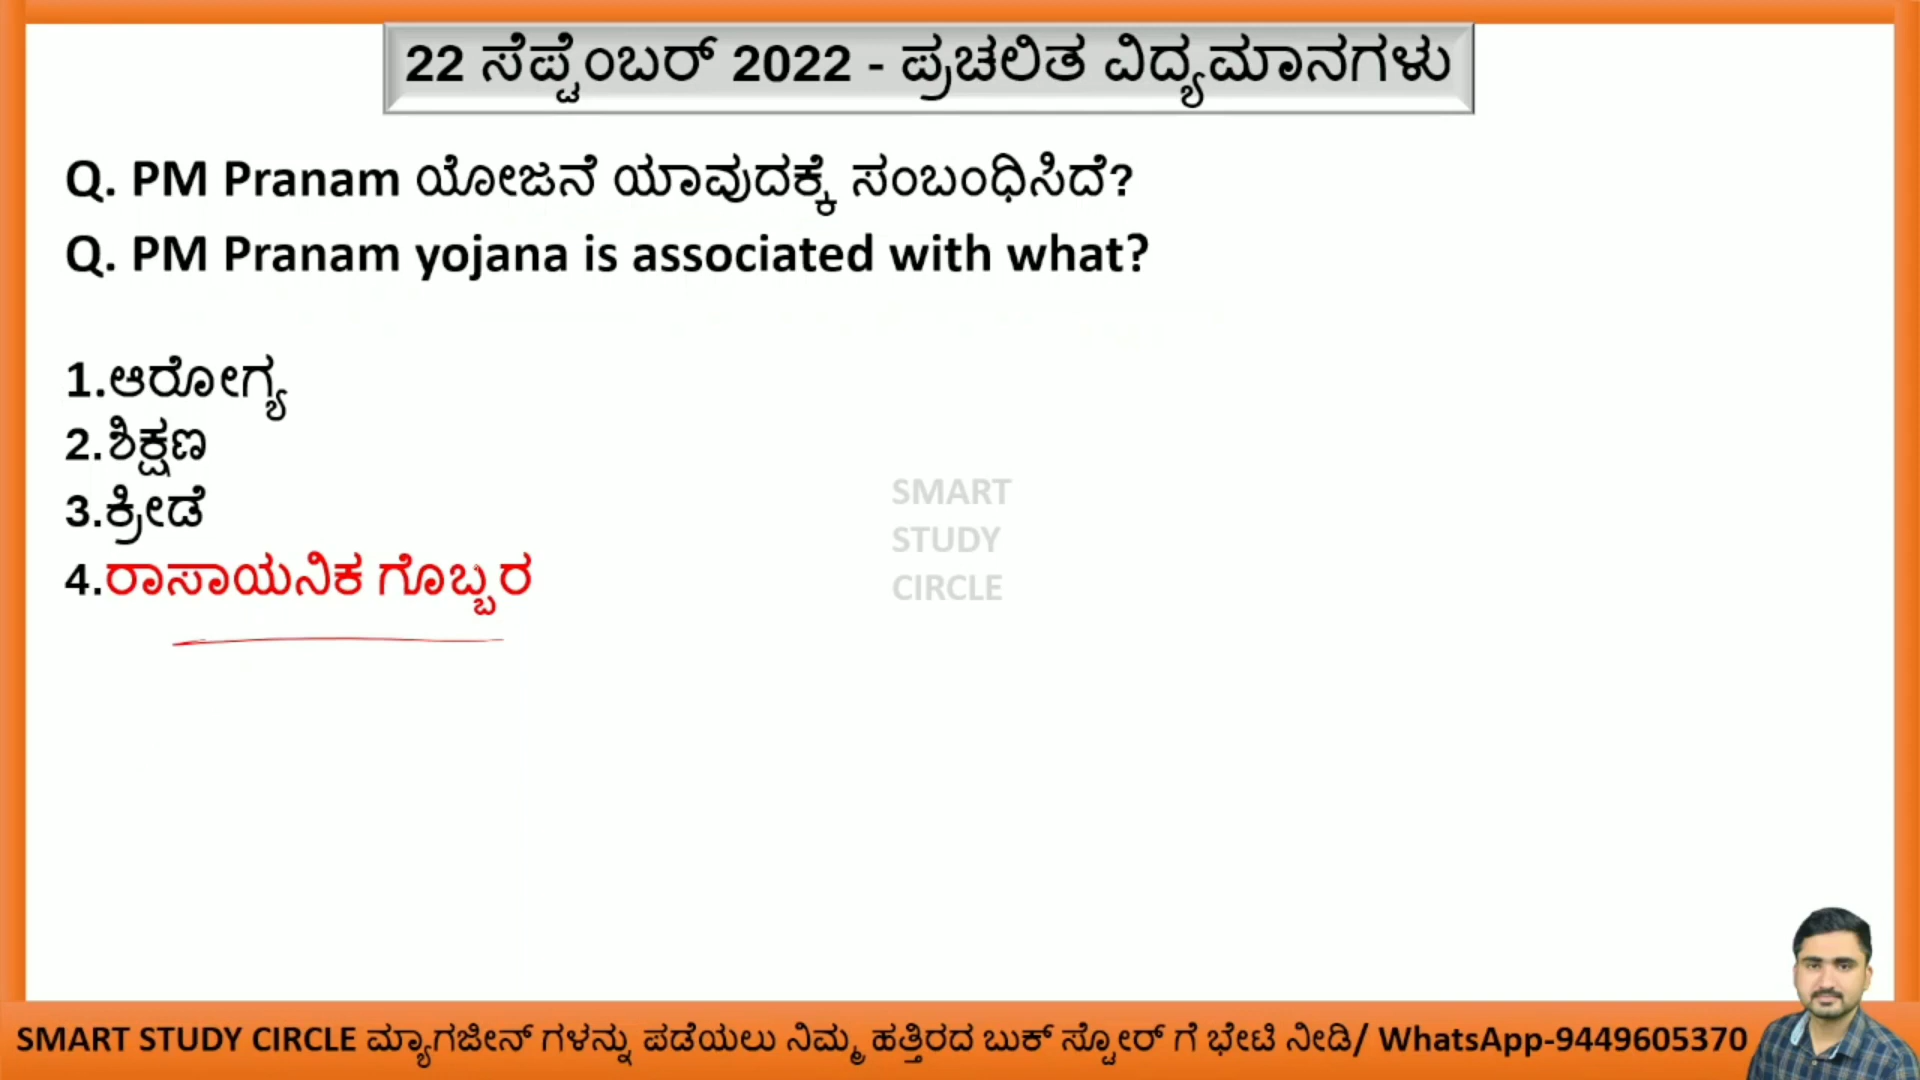 22 ಸೆಪ್ಟೆಂಬರ್ 2022 - ಪ್ರಚಲಿತ ವಿದ್ಯಮಾನಗಳು
Q. PM Pranam ಯೋಜನೆ ಯಾವುದಕ್ಕೆ ಸಂಬಂಧಿಸಿದೆ?
Q. PM Pranam yojana is associated with what?
1.ಆರೋಗ್ಯ
2.ಶಿಕ್ಷಣ
3.ಕ್ರೀಡೆ
4.ರಾಸಾಯನಿಕ ಗೊಬ್ಬರ
SMART
STUDY
CIRCLE
SMART STUDY CIRCLE ಮ್ಯಾಗಜೀನ್ ಗಳನ್ನು ಪಡೆಯಲು ನಿಮ್ಮ ಹತ್ತಿರದ ಬುಕ್ ಸ್ಟೋರ್ ಗೆ ಭೇಟಿ ನೀಡಿ/ WhatsApp-9449605370